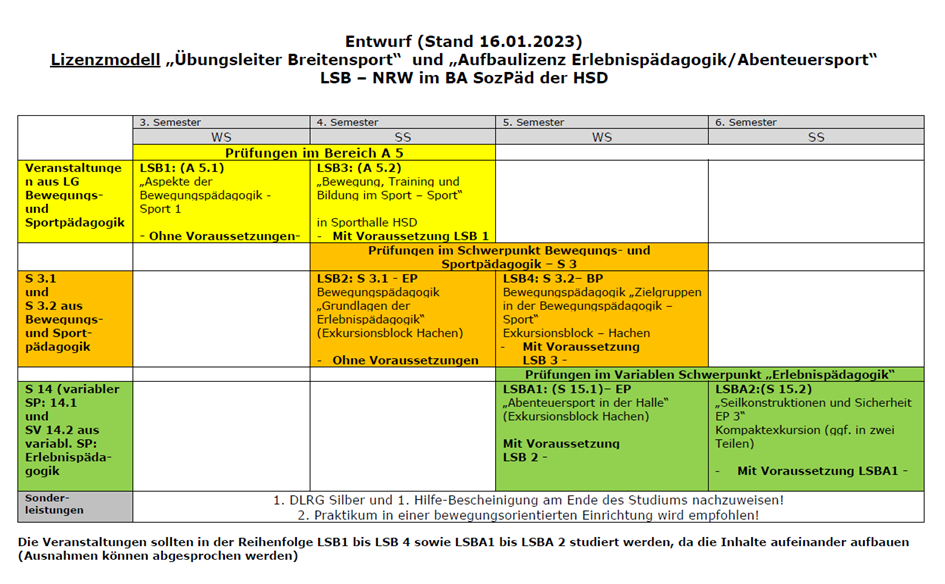 Entwurf (Stand 16.01.2023)
Lizenzmodell „Übungsleiter Breitensport“ und „Aufbaulizenz Erlebnispädagogik/Abenteuersport“
LSB – NRW im BA SozPäd der HSD
3. Semester
4. Semester
5. Semester
6. Semester
WS
SS
WS
SS
Prüfungen im Bereich A 5
Veranstaltunge
n aus LG
Bewegungs-
und
Sportpädagogik
LSB1: (A 5.1)
„Aspekte der
Bewegungspädagogik -
Sport 1
- Ohne Voraussetzungen-
LSB3: (A 5.2)
„Bewegung, Training und
Bildung im Sport – Sport“
in Sporthalle HSD
- Mit Voraussetzung LSB 1
Prüfungen im Schwerpunkt Bewegungs- und
Sportpädagogik – S 3
S 3.1
und
S 3.2 aus
Bewegungs-
und Sport-
pädagogik
LSB2: S 3.1 - EP
Bewegungspädagogik
„Grundlagen der
Erlebnispädagogik“
(Exkursionsblock Hachen)
- Ohne Voraussetzungen
LSB4: S 3.2– BP
Bewegungspädagogik „Zielgruppen
in der Bewegungspädagogik –
Sport“
Exkursionsblock – Hachen
- Mit Voraussetzung
LSB 3 -
Prüfungen im Variablen Schwerpunkt „Erlebnispädagogik“
S 14 (variabler
SP: 14.1
und
SV 14.2 aus
variabl. SP:
Erlebnispäda-
gogik
LSBA1: (S 15.1)– EP
„Abenteuersport in der Halle“
(Exkursionsblock Hachen)
Mit Voraussetzung
LSB 2 -
LSBA2:(S 15.2)
„Seilkonstruktionen und Sicherheit
EP 3“
Kompaktexkursion (ggf. in zwei
Teilen)
- Mit Voraussetzung LSBA1 -
Sonder-
leistungen
1. DLRG Silber und 1. Hilfe-Bescheinigung am Ende des Studiums nachzuweisen!
2. Praktikum in einer bewegungsorientierten Einrichtung wird empfohlen!
Die Veranstaltungen sollten in der Reihenfolge LSB1 bis LSB 4 sowie LSBA1 bis LSBA 2 studiert werden, da die Inhalte aufeinander aufbauen
(Ausnahmen können abgesprochen werden)